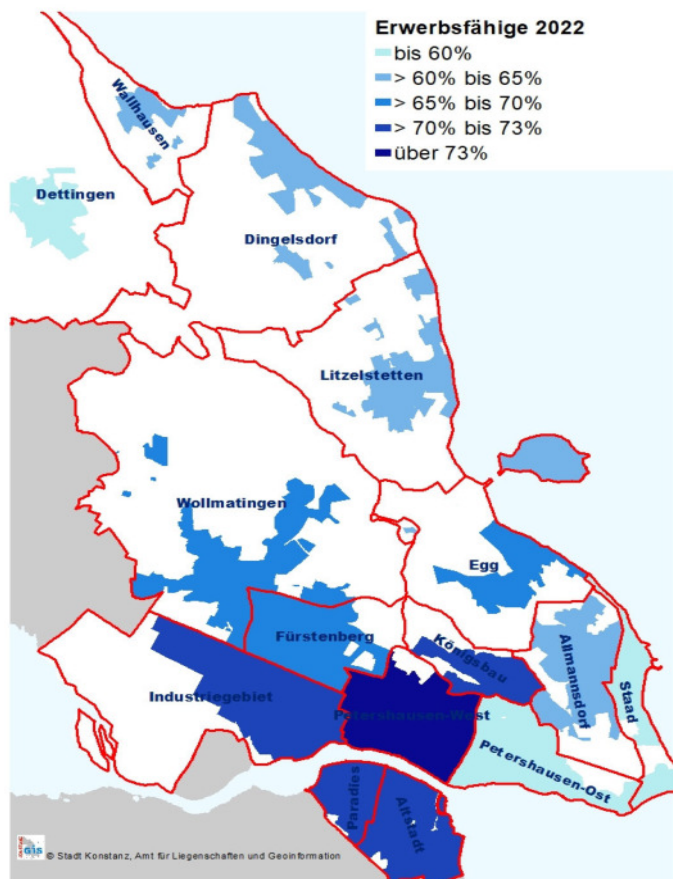 Erwerbsfähige 2022
bis 60%
> 60% bis 65%
> 65% bis 70%
> 70% bis 73%
über 73%
Wallhausen
Dettingen
Dingelsdorf
Litzelstetten
Wollmatingen
Egg
Fürstenberg
Königsbau
Allmannsdorf
Staad
Industriegebiet
Petershausen-West
Petershausen-Ost
Paradies
Altstadt
GIS
© Stadt Konstanz, Amt für Liegenschaften und Geoinformation